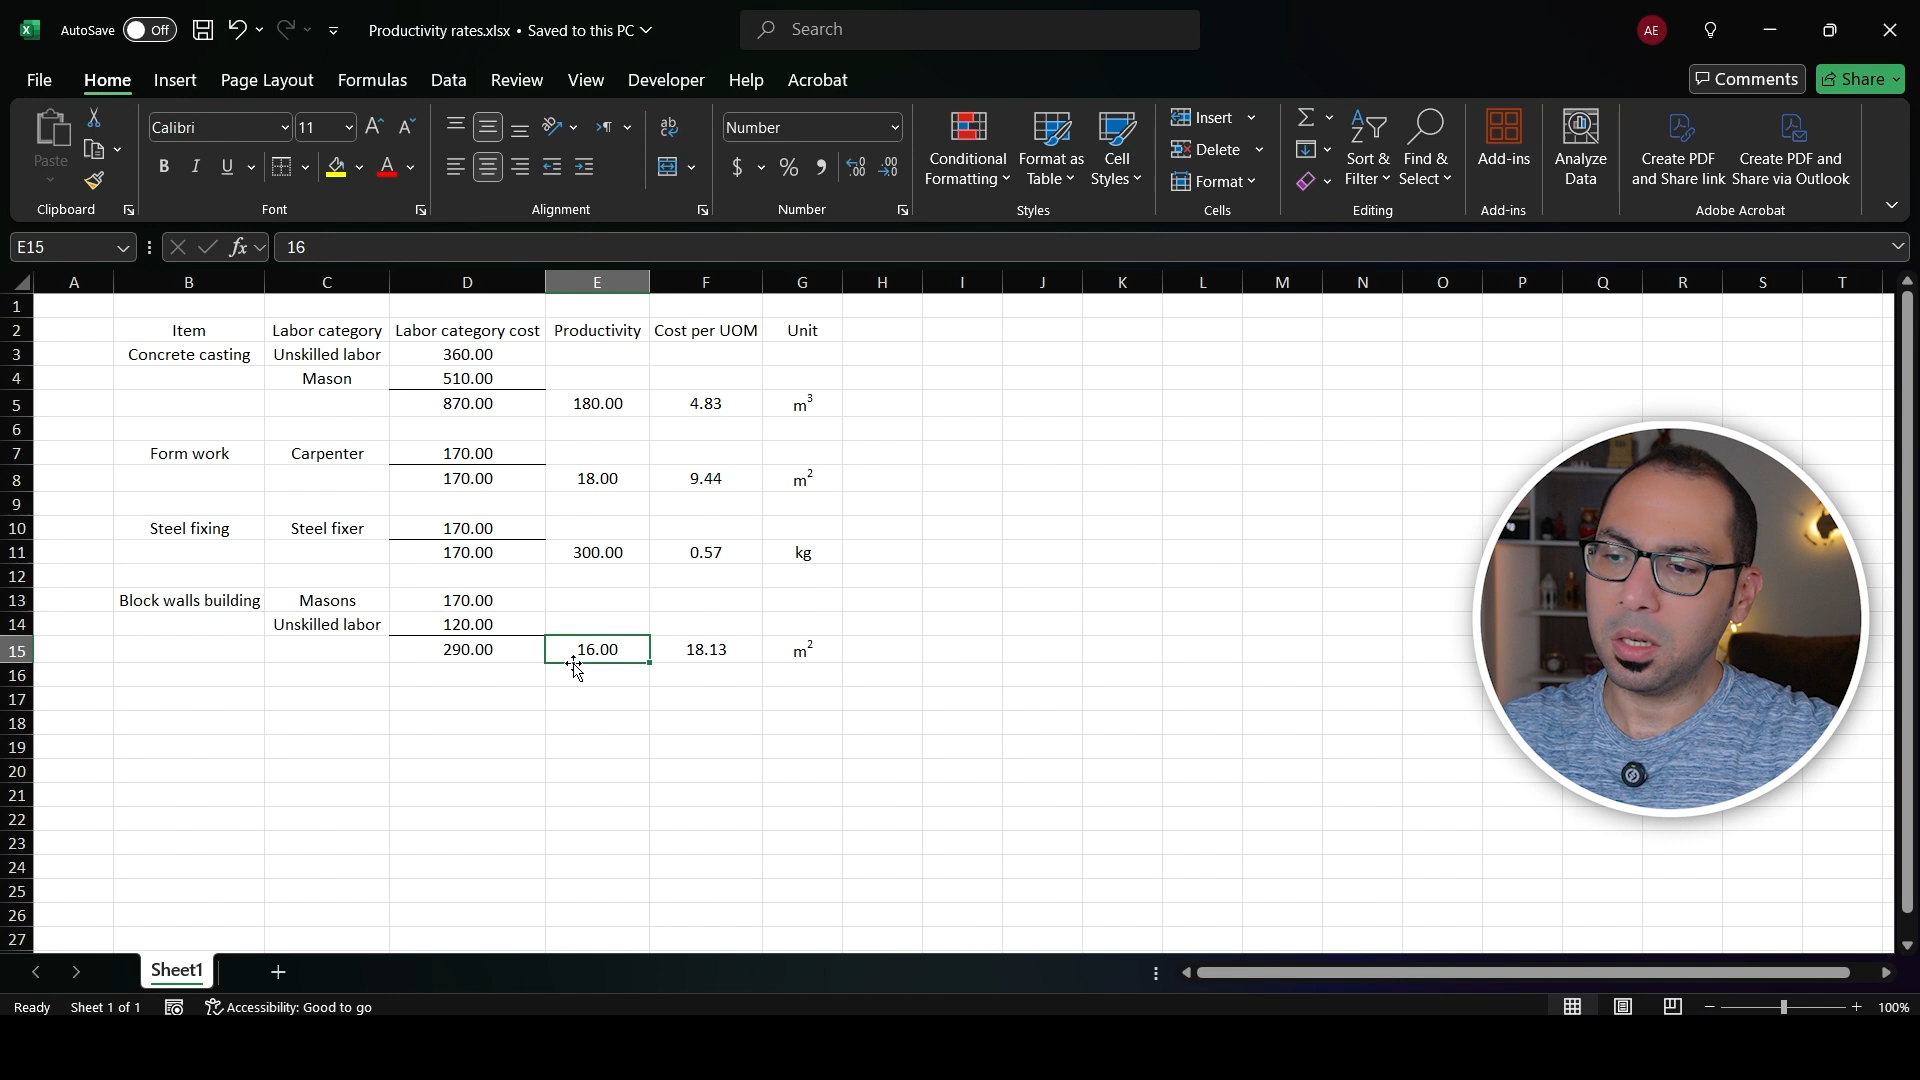 AutoSave Off Productivity rates.xlsx • Saved to this PC Search AE
File Home Insert Page Layout Formulas Data Review View Developer Help Acrobat Comments Share
Paste Clipboard
Calibri 11 B I U A Font
ab Alignment
Number $ % Number
Conditional Formatting Format as Table Cell Styles Styles
Insert Delete Format Cells
Sort & Filter Find & Select Editing
Add-ins Add-ins
Analyze Data
Create PDF and Share link Create PDF and Share via Outlook Adobe Acrobat
E15 fx 16
A B C D E F G H I J K L M N O P Q R S T
1
2 Item Labor category Labor category cost Productivity Cost per UOM Unit
3 Concrete casting Unskilled labor 360.00
4 Mason 510.00
5 870.00 180.00 4.83 m³
6
7 Form work Carpenter 170.00
8 170.00 18.00 9.44 m²
9
10 Steel fixing Steel fixer 170.00
11 170.00 300.00 0.57 kg
12
13 Block walls building Masons 170.00
14 Unskilled labor 120.00
15 290.00 16.00 18.13 m²
16
17
18
19
20
21
22
23
24
25
26
27
Sheet1
Ready Sheet 1 of 1 Accessibility: Good to go 100%